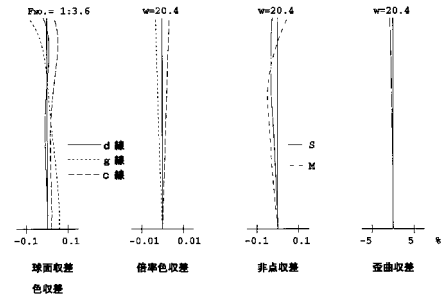 FNO.= 1:3.6
w=20.4
w=20.4
w=20.4
d 線
g 線
c 線
S
M
-0.1 0.1
-0.01 0.01
-0.1 0.1
-5 5 %
球面収差
色収差
倍率色収差
非点収差
歪曲収差